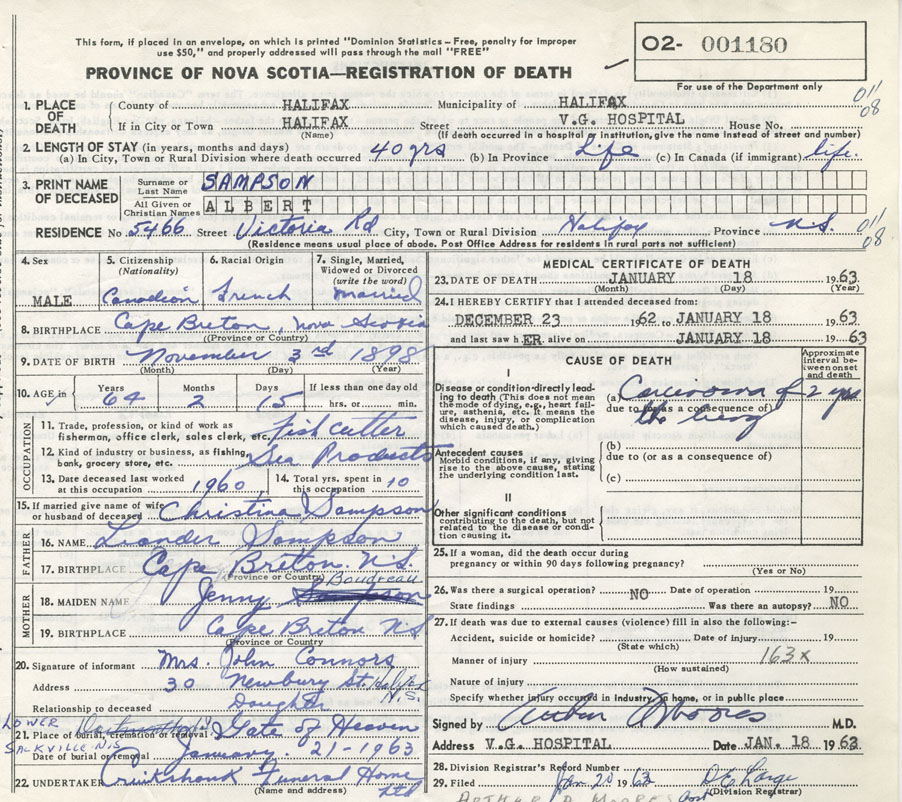 This form, if placed in an envelope, on which is printed "Dominion Statistics - Free, penalty for improper
use $50," and properly addressed will pass through the mail "FREE"
PROVINCE OF NOVA SCOTIA—REGISTRATION OF DEATH
02- 001180
For use of the Department only
011
08
1. PLACE OF DEATH
County of HALIFAX Municipality of HALIFAX
If in City or Town HALIFAX Street V.G. HOSPITAL House No.
(Name) (If death occurred in a hospital or institution, give the name instead of street and number)
2. LENGTH OF STAY (in years, months and days)
(a) In City, Town or Rural Division where death occurred 40 yrs (b) In Province Life (c) In Canada (if immigrant) life.
3. PRINT NAME OF DECEASED
Surname or Last Name SAMPSON
All Given or Christian Names ALBERT
RESIDENCE No. 5466 Street Victoria Rd City, Town or Rural Division Halifax Province N.S.
011
08
(Residence means usual place of abode. Post Office Address for residents in rural parts not sufficient)
4. Sex MALE
5. Citizenship (Nationality) Canadian
6. Racial Origin French
7. Single, Married, Widowed or Divorced (write the word) Married
8. BIRTHPLACE Cape Breton, Nova Scotia
(Province or Country)
9. DATE OF BIRTH November 3rd 1898
(Month) (Day) (Year)
10. AGE in Years 64 Months 2 Days 15 If less than one day old hrs. or min.
OCCUPATION
11. Trade, profession, or kind of work as fisherman, office clerk, sales clerk, etc. Fish cutter
12. Kind of industry or business, as fishing, bank, grocery store, etc. Sea Products
13. Date deceased last worked at this occupation 1960
14. Total yrs. spent in this occupation 10
15. If married give name of wife or husband of deceased Christina Sampson
FATHER
16. NAME Liander Sampson
17. BIRTHPLACE Cape Breton N.S.
(Province or Country)
MOTHER
Boudreau
18. MAIDEN NAME Jenny Sampson
19. BIRTHPLACE Cape Breton N.S
(Province or Country
20. Signature of informant Mrs. John Connors
Address 30 Newbury St. Halifax N.S.
Relationship to deceased Daughter
LOWER SACKVILLE N.S
21. Place of burial, cremation or removal Gate of Heaven
Date of burial or removal January. 21-1963
22. UNDERTAKER Cruikshank Funeral Home Ltd
(Name and address)
MEDICAL CERTIFICATE OF DEATH
23. DATE OF DEATH JANUARY 18 1963
(Month) (Day) (Year)
24. I HEREBY CERTIFY that I attended deceased from:
DECEMBER 23 1962 to JANUARY 18 1963
and last saw hER alive on JANUARY 18 1963
CAUSE OF DEATH
Approximate interval between onset and death
I
Disease or condition directly leading to death (This does not mean the mode of dying, e.g., heart failure, asthenia, etc. It means the disease, injury, or complication which caused death.)
(a) Carcinoma of the lung 2 yrs
due to (or as a consequence of)
Antecedent causes
Morbid conditions, if any, giving rise to the above cause, stating the underlying condition last.
(b)
due to (or as a consequence of)
(c)
II
Other significant conditions
contributing to the death, but not related to the disease or condition causing it.
25. If a woman, did the death occur during
pregnancy or within 90 days following pregnancy?
(Yes or No)
26. Was there a surgical operation? NO Date of operation 19
State findings Was there an autopsy? NO
27. If death was due to external causes (violence) fill in also the following:-
Accident, suicide or homicide? Date of injury 19
(State which)
Manner of injury 163X
(How sustained)
Nature of injury
Specify whether injury occurred in industry, in home, or in public place
Signed by Arthur D Moores M.D.
Address V.G. HOSPITAL Date JAN. 18 1963
28. Division Registrar's Record Number
29. Filed Jan 20 1963
(Division Registrar)
ARTHUR D MOORES